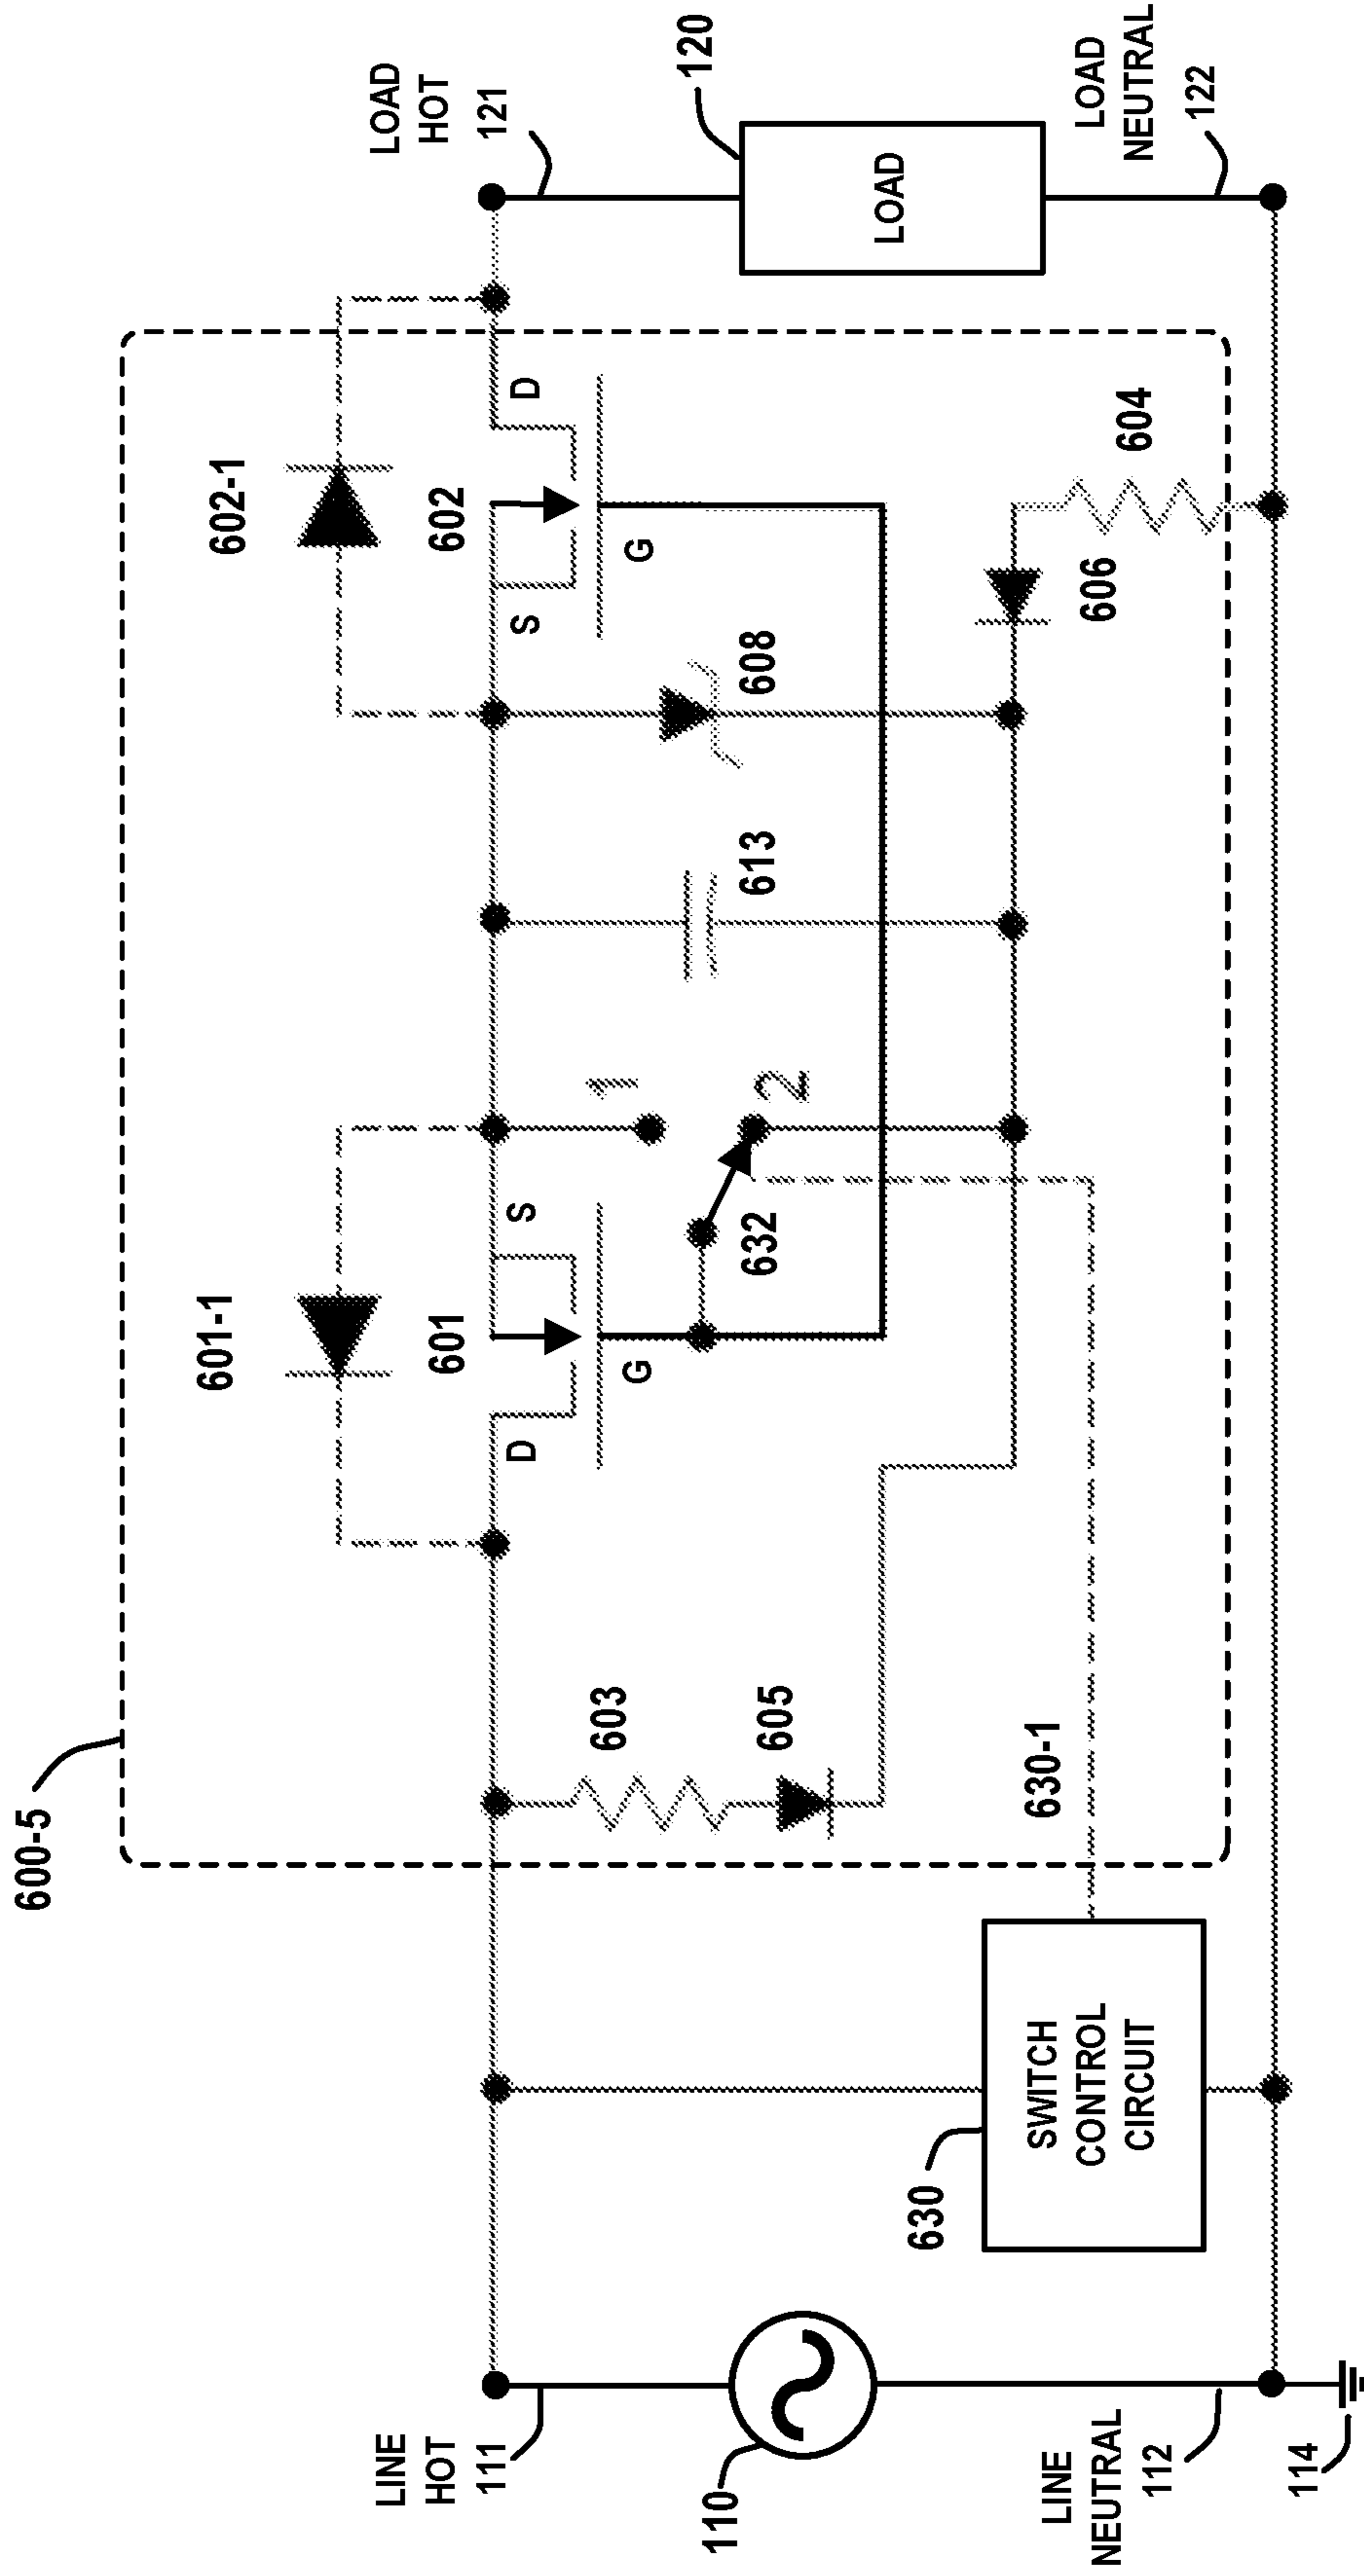 600-5
601-1
602-1
LINE
HOT
111
601
602
LOAD
HOT
121
D
S
S
D
G
G
603
1
605
632
2
613
608
110
120
LOAD
630
SWITCH
CONTROL
CIRCUIT
630-1
606
604
LINE
NEUTRAL
112
LOAD
NEUTRAL
122
114